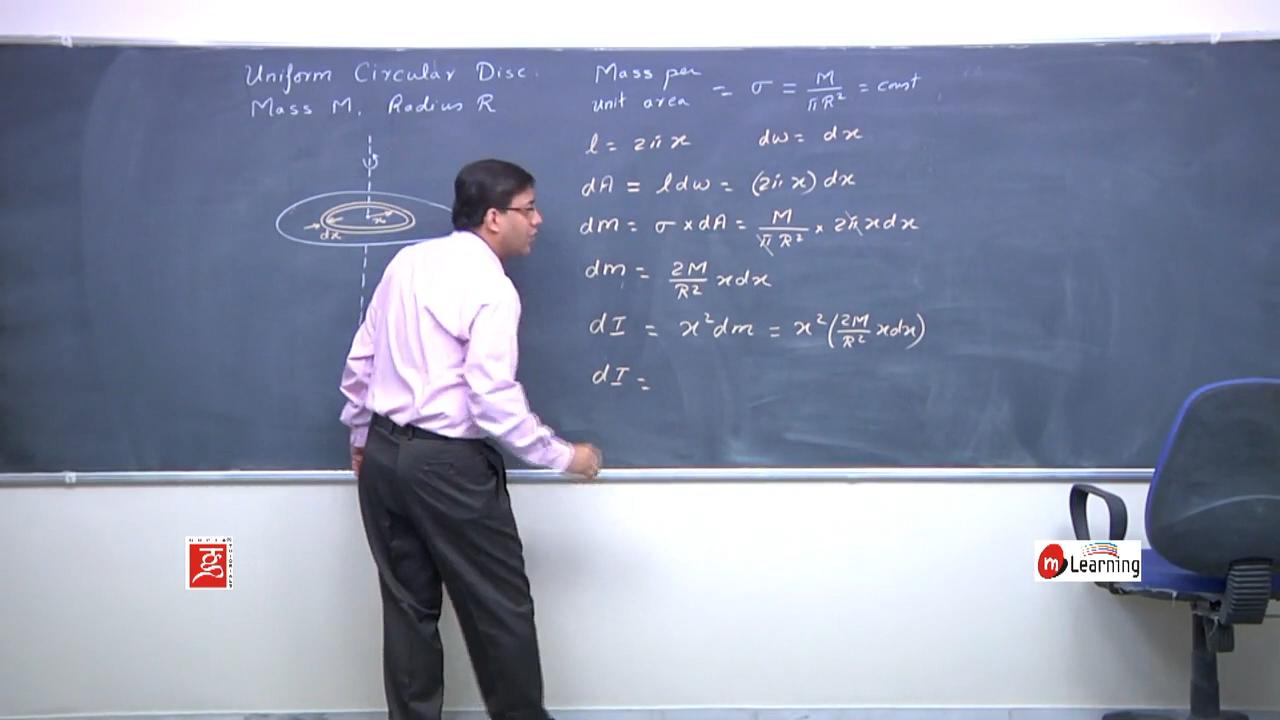 Uniform Circular Disc.
Mass M, Radius R
Mass per unit area = σ = M/πR² = const
l = 2πx dw = dx
dA = l dw = (2πx) dx
dm = σ × dA = M/πR² × 2πx dx
dm = 2M/R² x dx
dI = x² dm = x² (2M/R² x dx)
dI =
x
dx
m Learning